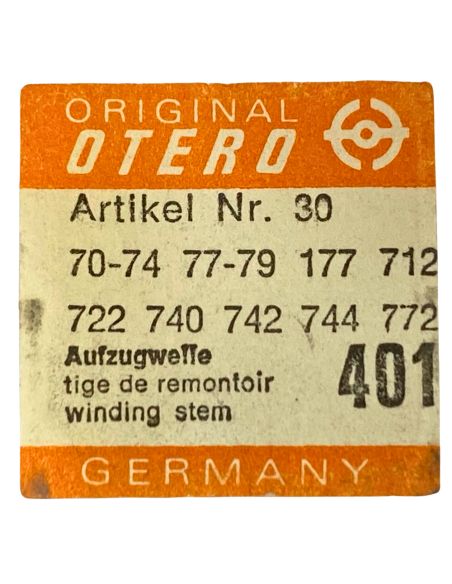 ORIGINAL
OTERO
Artikel Nr. 30
70-74 77-79 177 712
722 740 742 744 772
Aufzugwelle
tige de remontoir
winding stem
401
GERMANY